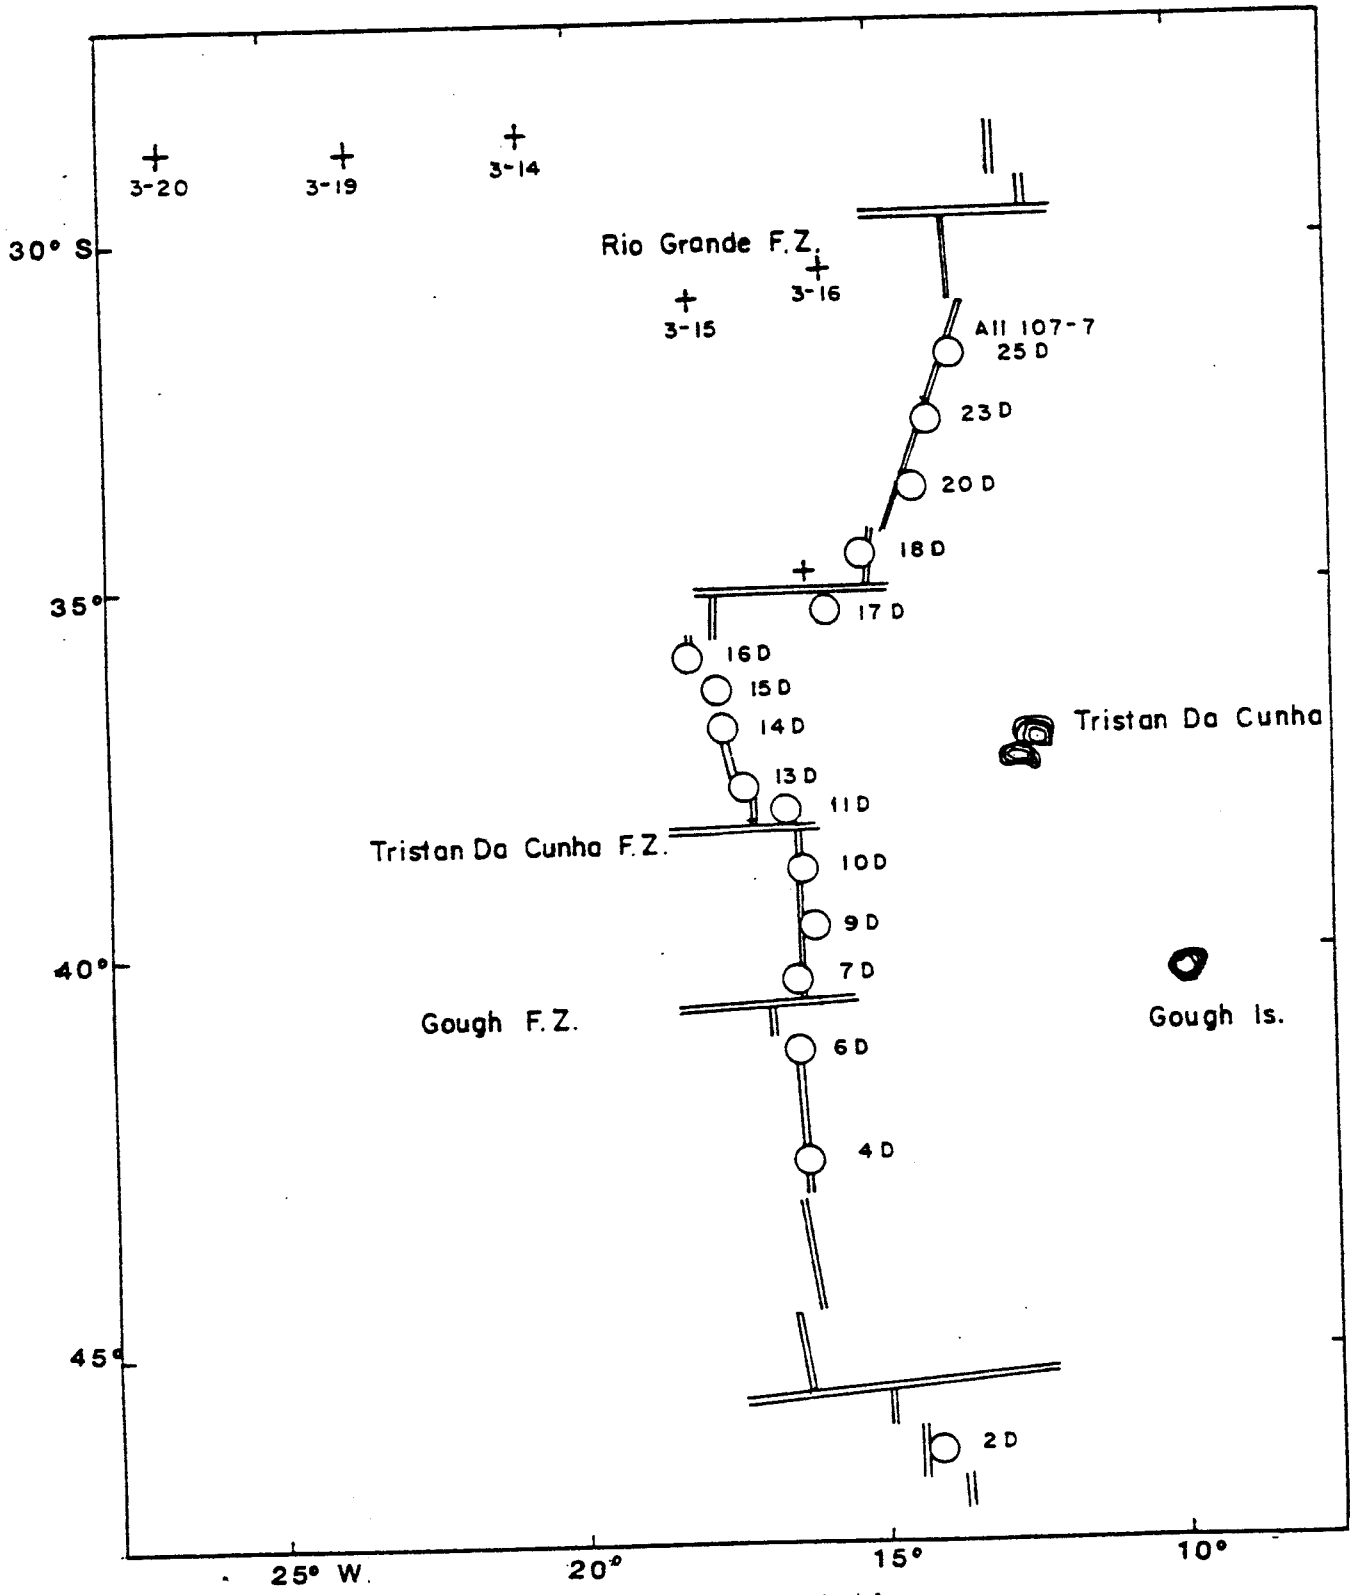 3-20
3-19
3-14
30° S
Rio Grande F.Z.
3-16
3-15
AII 107-7
25 D
23 D
20 D
18 D
35°
17 D
16 D
15 D
14 D
Tristan Da Cunha
13 D
11 D
Tristan Da Cunha F.Z.
10 D
9 D
40°
7 D
Gough F.Z.
Gough Is.
6 D
4 D
45°
2 D
25° W.
20°
15°
10°